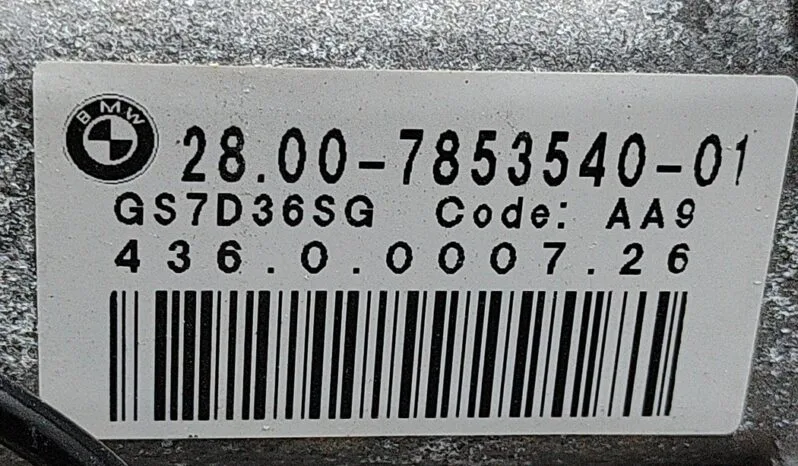 BMW
28.00-7853540-01
GS7D36SG Code: AA9
436.0.0007.26